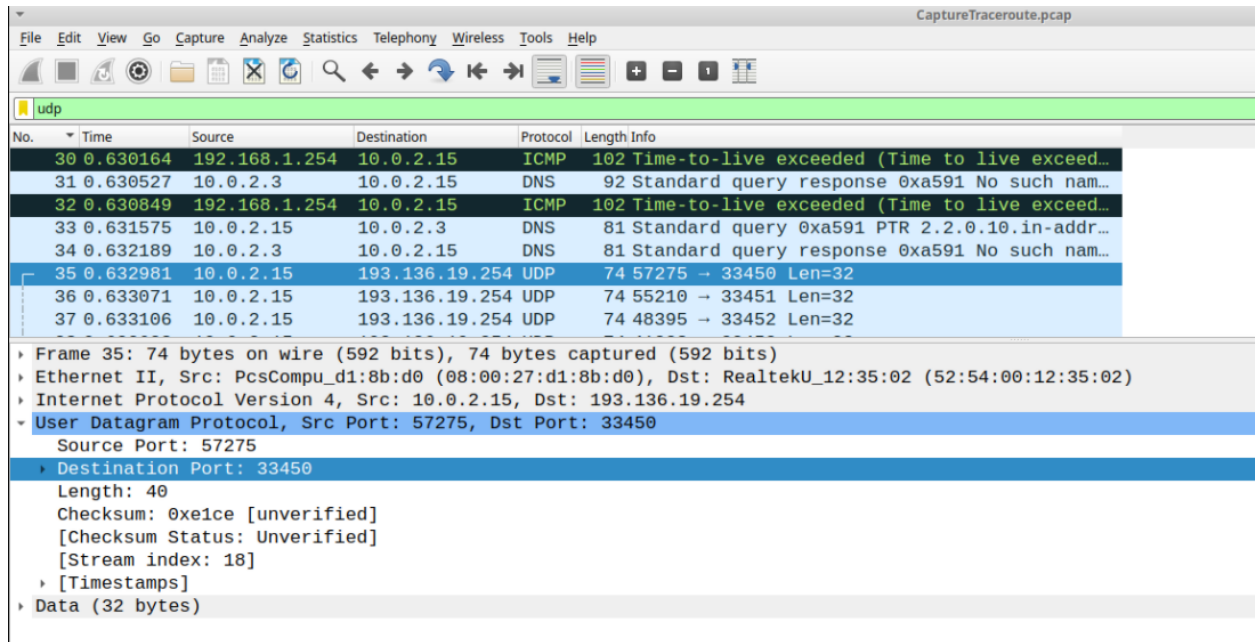 CaptureTraceroute.pcap
File Edit View Go Capture Analyze Statistics Telephony Wireless Tools Help
udp
No. Time Source Destination Protocol Length Info
30 0.630164 192.168.1.254 10.0.2.15 ICMP 102 Time-to-live exceeded (Time to live exceed…
31 0.630527 10.0.2.3 10.0.2.15 DNS 92 Standard query response 0xa591 No such nam…
32 0.630849 192.168.1.254 10.0.2.15 ICMP 102 Time-to-live exceeded (Time to live exceed…
33 0.631575 10.0.2.15 10.0.2.3 DNS 81 Standard query 0xa591 PTR 2.2.0.10.in-addr…
34 0.632189 10.0.2.3 10.0.2.15 DNS 81 Standard query response 0xa591 No such nam…
35 0.632981 10.0.2.15 193.136.19.254 UDP 74 57275 → 33450 Len=32
36 0.633071 10.0.2.15 193.136.19.254 UDP 74 55210 → 33451 Len=32
37 0.633106 10.0.2.15 193.136.19.254 UDP 74 48395 → 33452 Len=32
Frame 35: 74 bytes on wire (592 bits), 74 bytes captured (592 bits)
Ethernet II, Src: PcsCompu_d1:8b:d0 (08:00:27:d1:8b:d0), Dst: RealtekU_12:35:02 (52:54:00:12:35:02)
Internet Protocol Version 4, Src: 10.0.2.15, Dst: 193.136.19.254
User Datagram Protocol, Src Port: 57275, Dst Port: 33450
Source Port: 57275
Destination Port: 33450
Length: 40
Checksum: 0xe1ce [unverified]
[Checksum Status: Unverified]
[Stream index: 18]
[Timestamps]
Data (32 bytes)